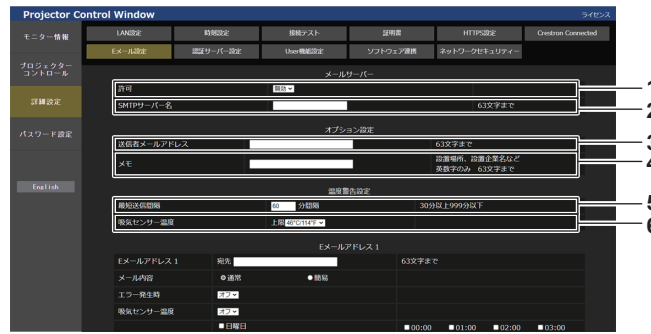 Projector Control Window
ライセンス
モニター情報
LAN設定 時刻設定 接続テスト 証明書 HTTPS設定 Crestron Connected
Eメール設定 認証サーバー設定 User機能設定 ソフトウェア連携 ネットワークセキュリティー
プロジェクター
コントロール
詳細設定
パスワード設定
English
メールサーバー
許可 無効 1
SMTPサーバー名 63文字まで 2
オプション設定
送信者メールアドレス 63文字まで 3
メモ 設置場所、設置企業名など
英数字のみ 63文字まで 4
温度警告設定
最短送信間隔 60 分間隔 30分以上999分以下 5
吸気センサー温度 上限 46°C/114°F 6
Eメールアドレス 1
Eメールアドレス 1 宛先 63文字まで
メール内容 通常 簡易
エラー発生時 オフ
吸気センサー温度 オフ
日曜日 00:00 01:00 02:00 03:00